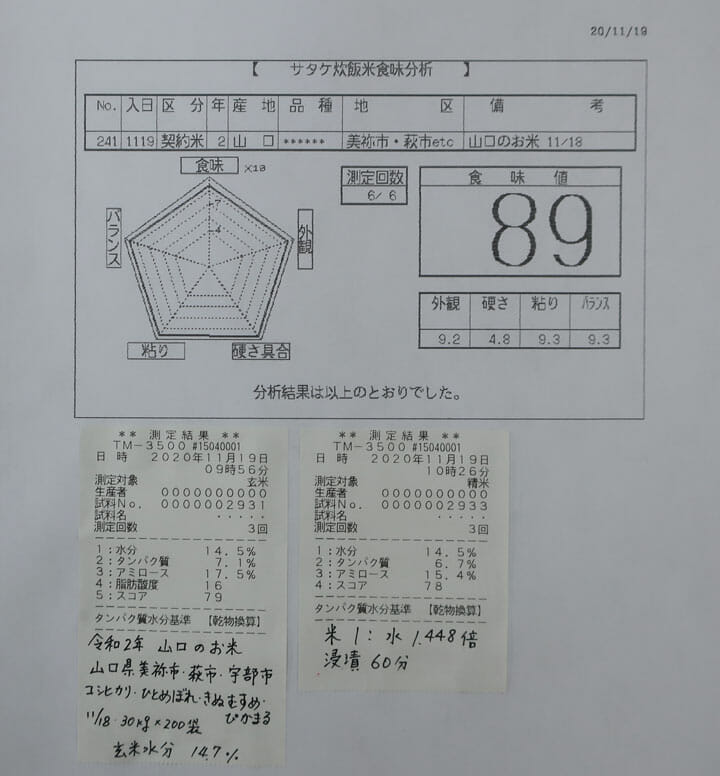 20/11/19
【 サタケ炊飯米食味分析 】
No. 入日 区分 年 産地 品種 地区 備考
241 1119 契約米 2 山口 ****** 美祢市・萩市etc 山口のお米 11/18
食味 ×10
7
4
バランス
外観
粘り
硬さ具合
測定回数
6/ 6
食味値
89
外観 硬さ 粘り バランス
9.2 4.8 9.3 9.3
分析結果は以上のとおりでした。
** 測定結果 **
TM-3500 #15040001
日時 2020年11月19日
09時56分
測定対象 玄米
生産者 00000000000
試料No. 0000002931
試料名 ・・・・・
測定回数 3回
1:水分 14.5%
2:タンパク質 7.1%
3:アミロース 17.5%
4:脂肪酸度 16
5:スコア 79
タンパク質水分基準 【乾物換算】
令和2年 山口のお米
山口県美祢市・萩市・宇部市
コシヒカリ・ひとめぼれ・きぬむすめ・
ひかまる
11/18・30kg×200袋
玄米水分 14.7%
** 測定結果 **
TM-3500 #15040001
日時 2020年11月19日
10時26分
測定対象 精米
生産者 00000000000
試料No. 0000002933
試料名 ・・・・・
測定回数 3回
1:水分 14.5%
2:タンパク質 6.7%
3:アミロース 15.4%
4:スコア 78
タンパク質水分基準 【乾物換算】
米1:水1.448倍
浸漬60分